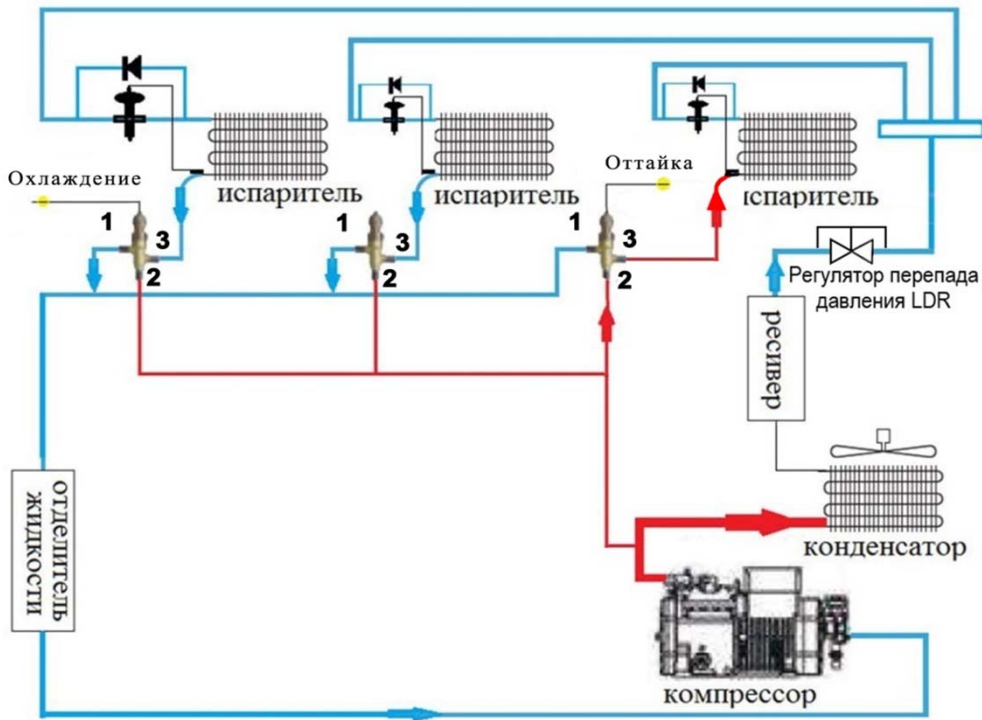 Охлаждение
испаритель
испаритель
Оттайка
испаритель
1
3
2
1
3
2
1
3
2
Регулятор перепада
давления LDR
ресивер
отделитель
жидкости
конденсатор
компрессор